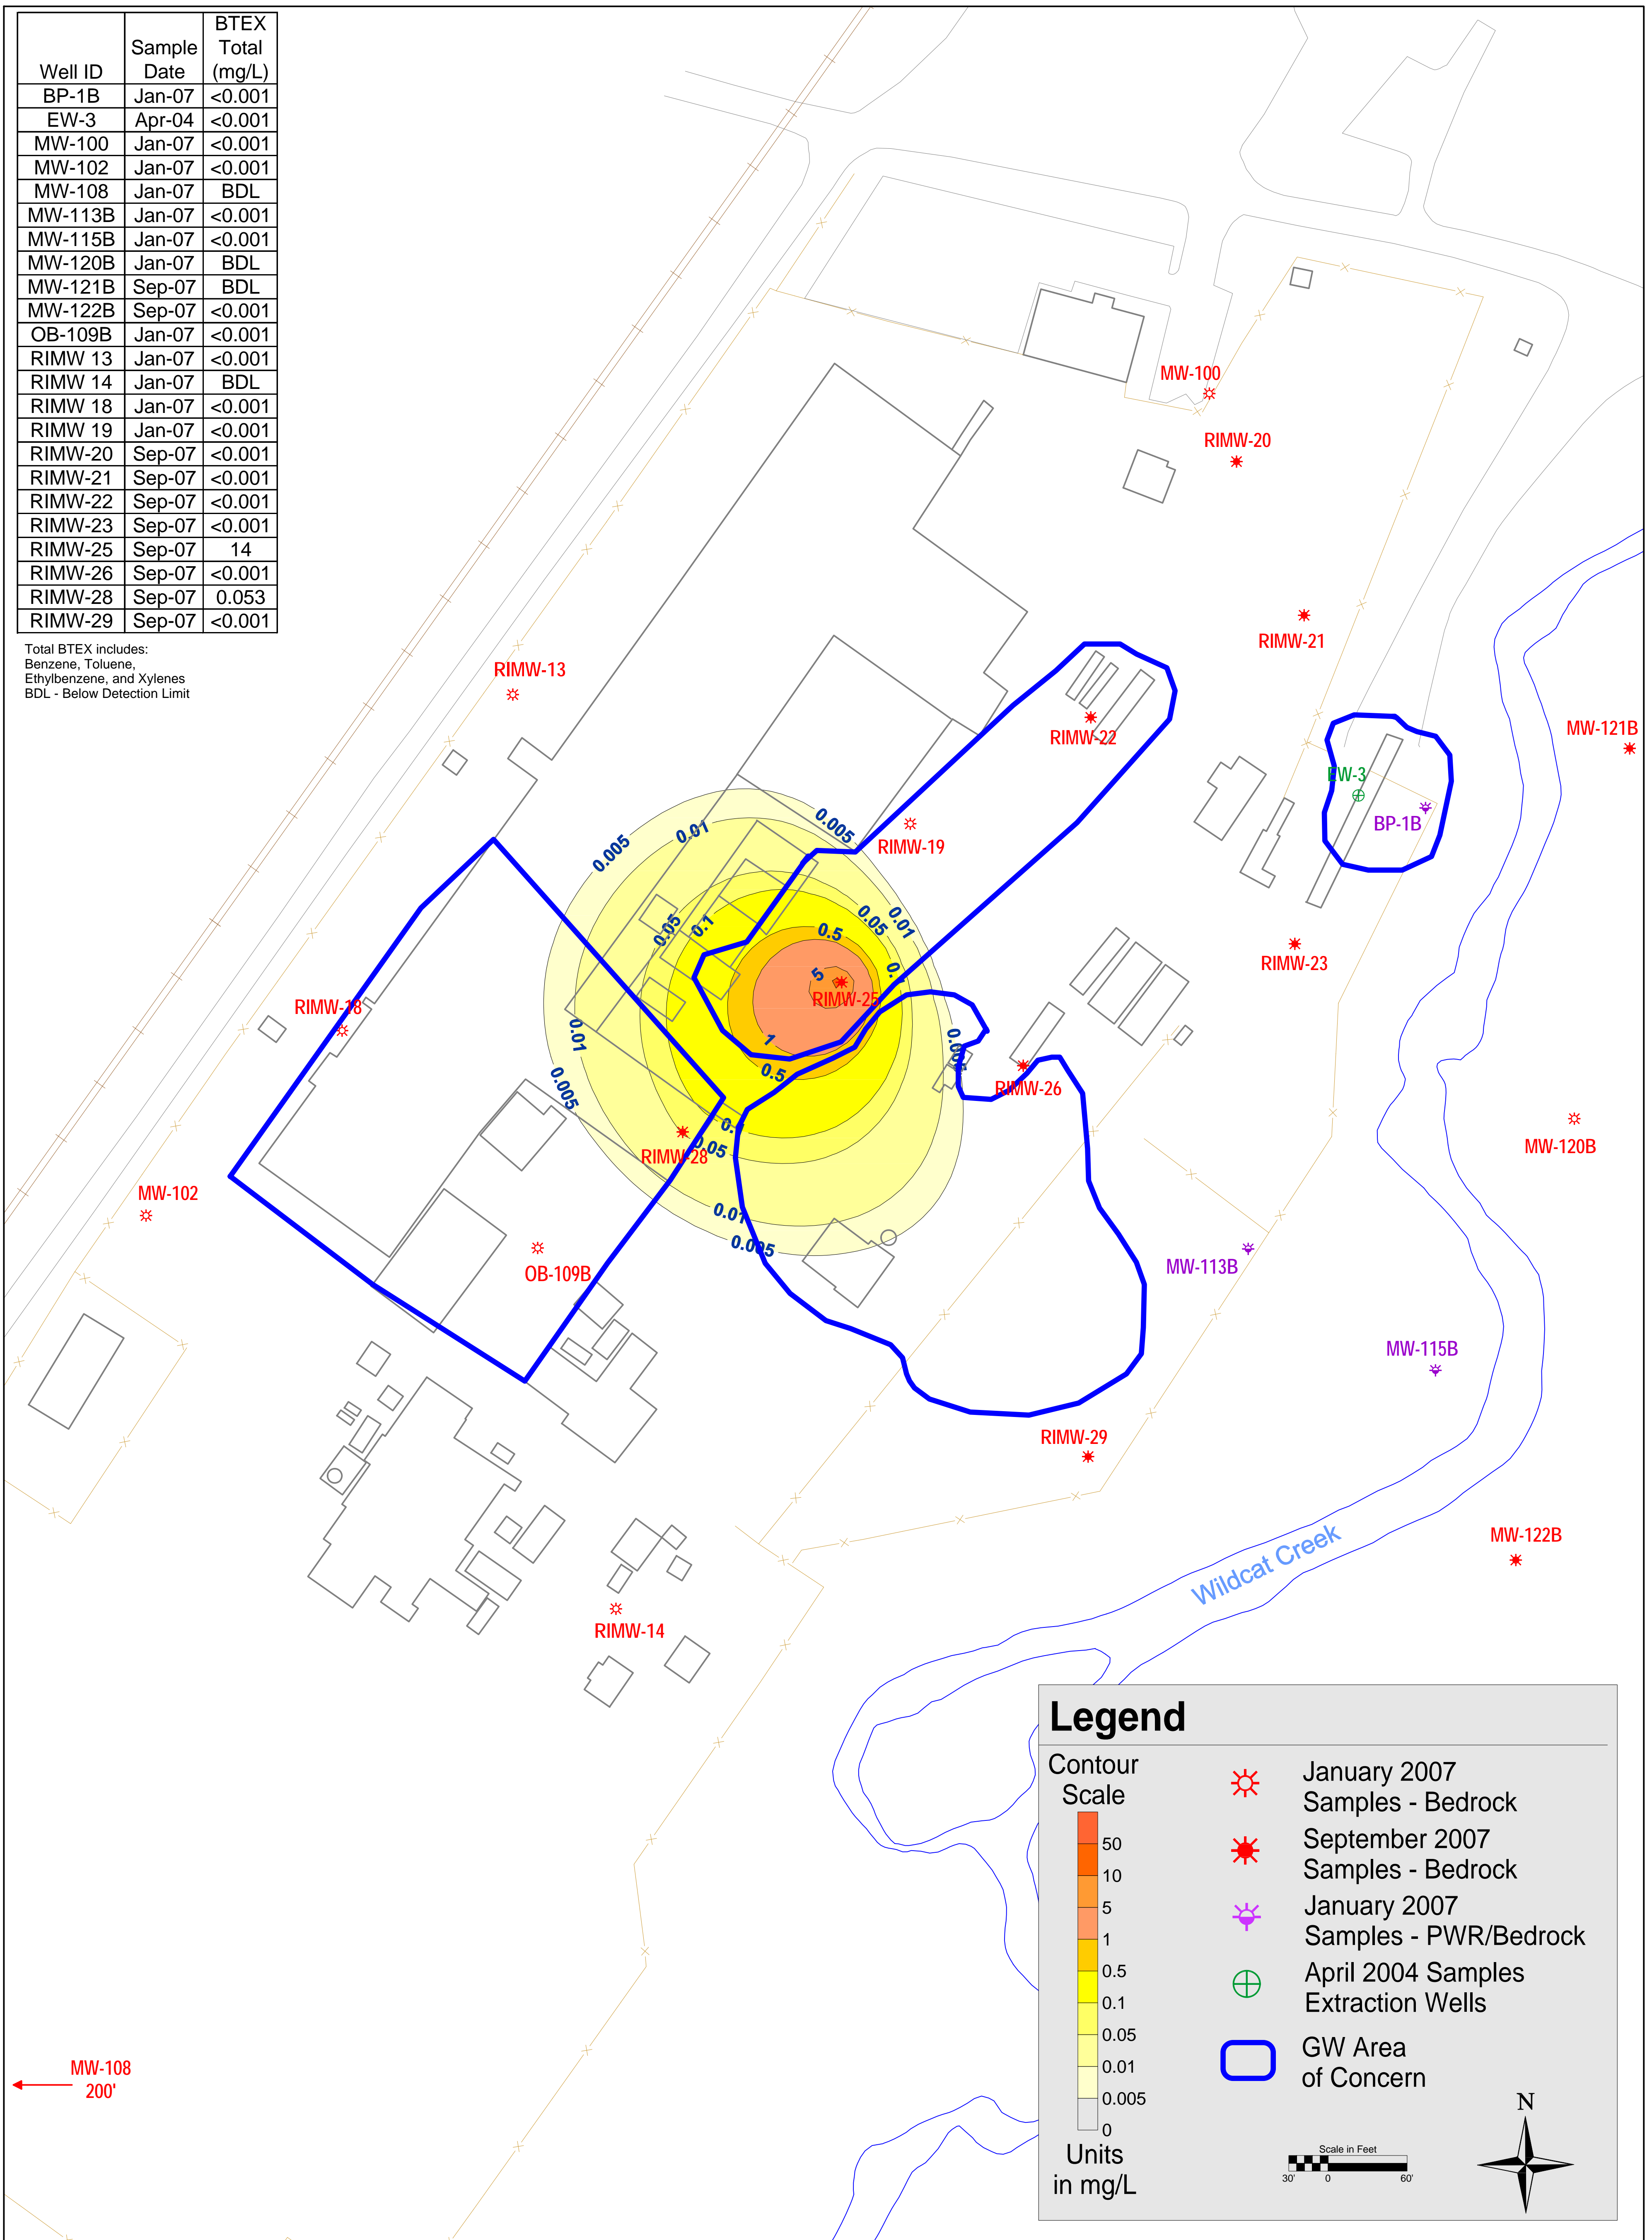 Well ID Sample Date BTEX Total (mg/L)
BP-1B Jan-07 <0.001
EW-3 Apr-04 <0.001
MW-100 Jan-07 <0.001
MW-102 Jan-07 <0.001
MW-108 Jan-07 BDL
MW-113B Jan-07 <0.001
MW-115B Jan-07 <0.001
MW-120B Jan-07 BDL
MW-121B Sep-07 BDL
MW-122B Sep-07 <0.001
OB-109B Jan-07 <0.001
RIMW 13 Jan-07 <0.001
RIMW 14 Jan-07 BDL
RIMW 18 Jan-07 <0.001
RIMW 19 Jan-07 <0.001
RIMW-20 Sep-07 <0.001
RIMW-21 Sep-07 <0.001
RIMW-22 Sep-07 <0.001
RIMW-23 Sep-07 <0.001
RIMW-25 Sep-07 14
RIMW-26 Sep-07 <0.001
RIMW-28 Sep-07 0.053
RIMW-29 Sep-07 <0.001
Total BTEX includes:
Benzene, Toluene,
Ethylbenzene, and Xylenes
BDL - Below Detection Limit
MW-100
RIMW-20
RIMW-21
RIMW-13
RIMW-22
MW-121B
EW-3
BP-1B
0.005
0.01
0.005
RIMW-19
0.05
0.1
0.5
0.05
0.01
RIMW-23
5
RIMW-25
RIMW-18
0.01
1
0.5
0.005
0.005
RIMW-26
RIMW-28
0.05
MW-120B
MW-102
0.01
0.005
OB-109B
MW-113B
MW-115B
RIMW-29
MW-122B
Wildcat Creek
RIMW-14
MW-108
200'
Legend
Contour
Scale
50
10
5
1
0.5
0.1
0.05
0.01
0.005
0
Units
in mg/L
January 2007
Samples - Bedrock
September 2007
Samples - Bedrock
January 2007
Samples - PWR/Bedrock
April 2004 Samples
Extraction Wells
GW Area
of Concern
N
Scale in Feet
30' 0 60'